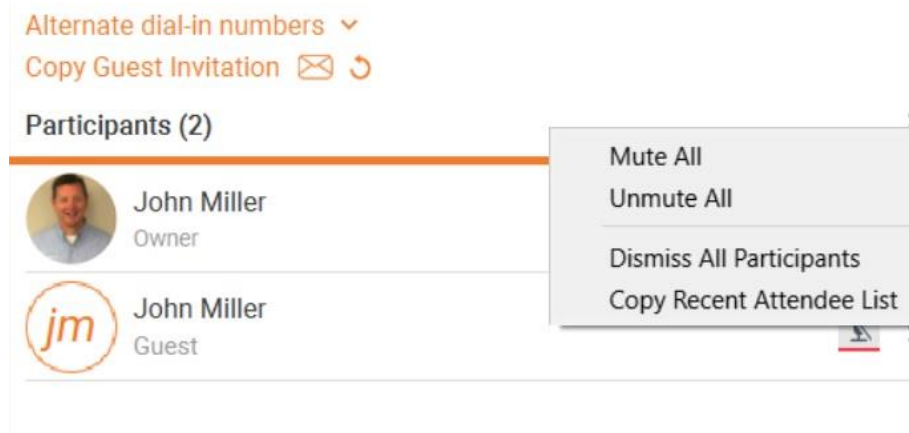 Alternate dial-in numbers
Copy Guest Invitation
Participants (2)
Mute All
Unmute All
Dismiss All Participants
Copy Recent Attendee List
John Miller
Owner
jm
John Miller
Guest